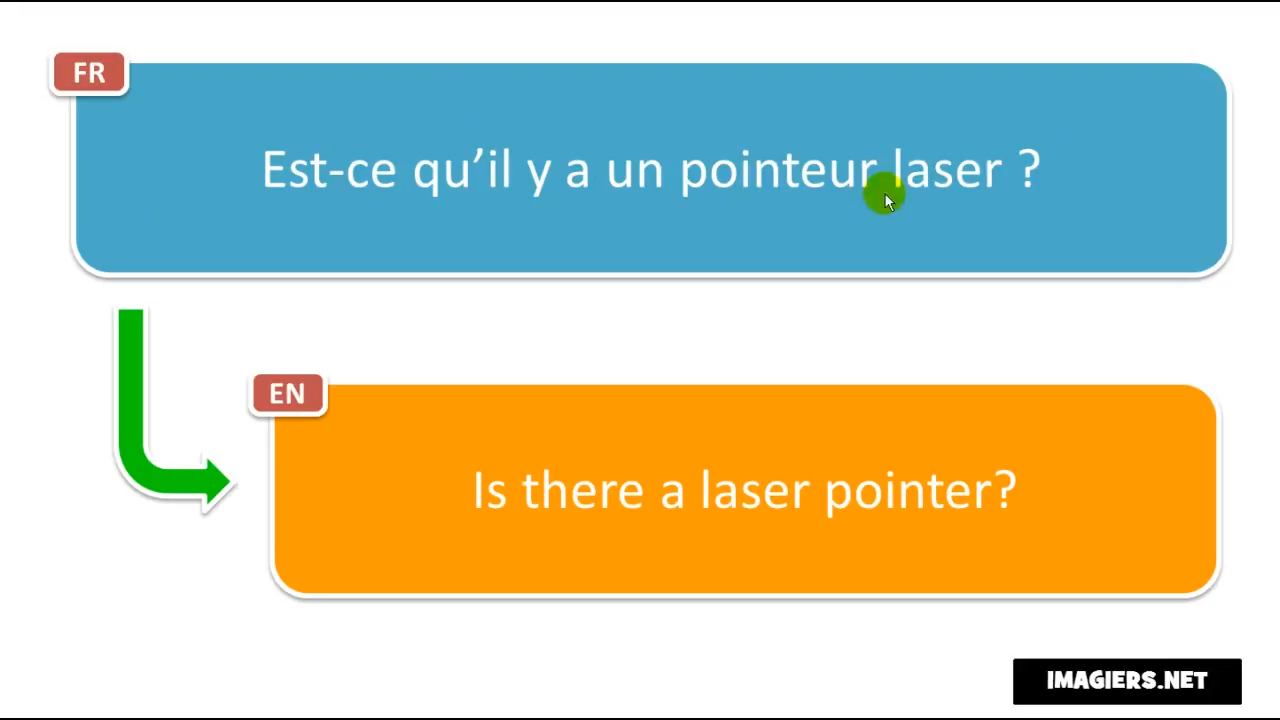 FR
Est-ce qu’il y a un pointeur laser ?
EN
Is there a laser pointer?
IMAGIERS.NET